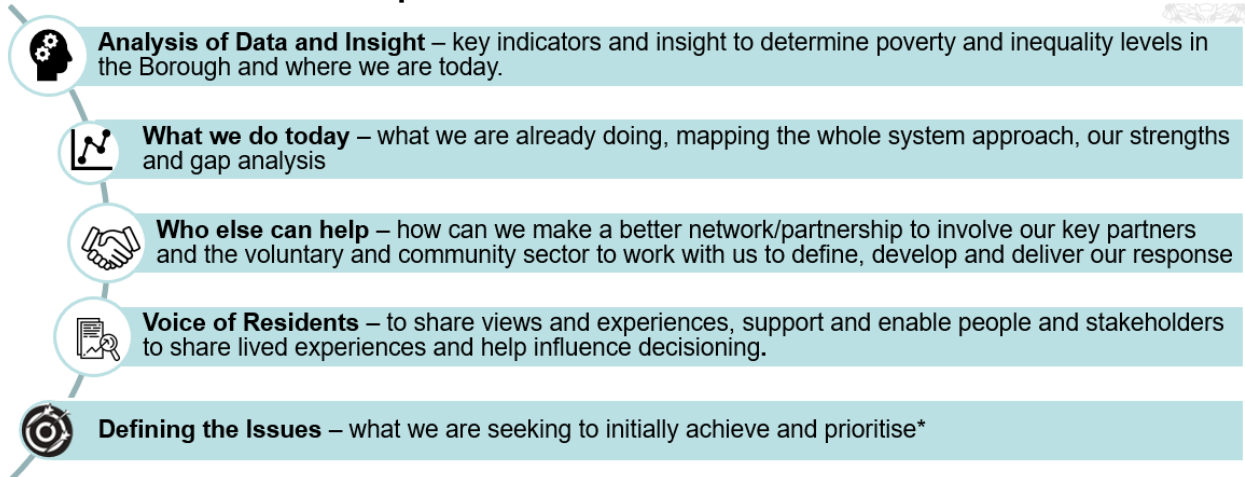 Analysis of Data and Insight – key indicators and insight to determine poverty and inequality levels in
the Borough and where we are today.
What we do today – what we are already doing, mapping the whole system approach, our strengths
and gap analysis
Who else can help – how can we make a better network/partnership to involve our key partners
and the voluntary and community sector to work with us to define, develop and deliver our response
Voice of Residents – to share views and experiences, support and enable people and stakeholders
to share lived experiences and help influence decisioning.
Defining the Issues – what we are seeking to initially achieve and prioritise*